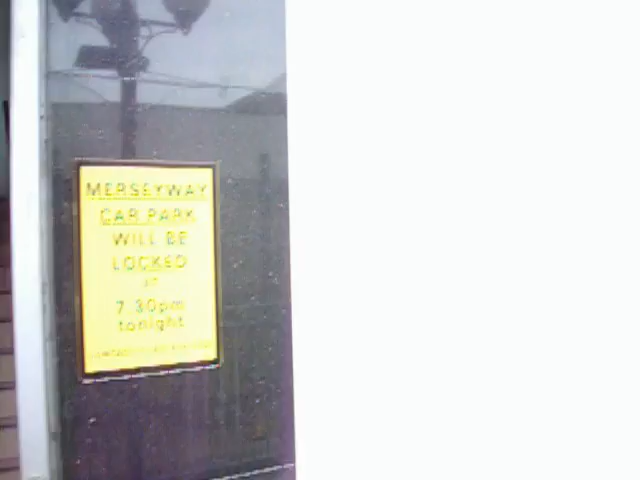 MERSEYWAY
CAR PARK
WILL BE
LOCKED
at
7 30pm
tonight